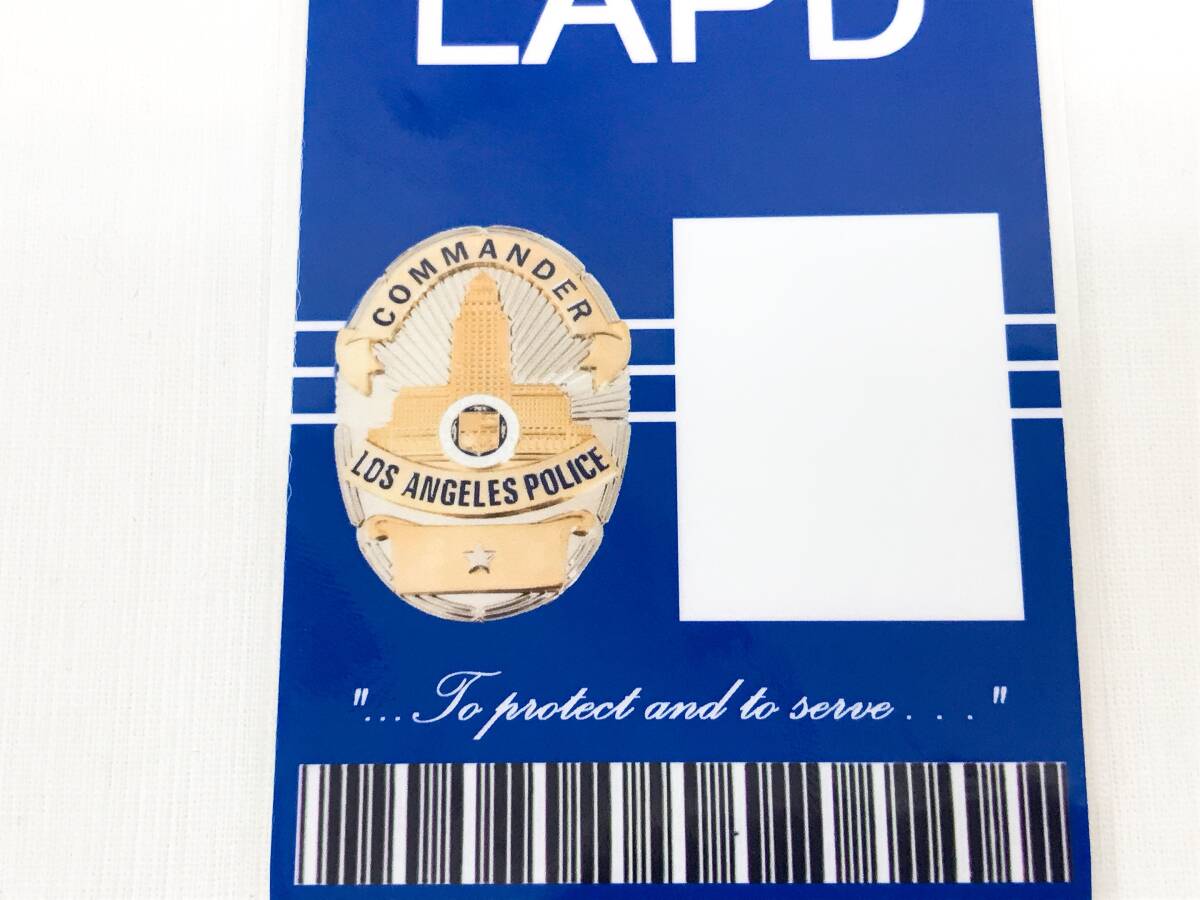 LAPD
COMMANDER
LOS ANGELES POLICE
"...To protect and to serve . . . "